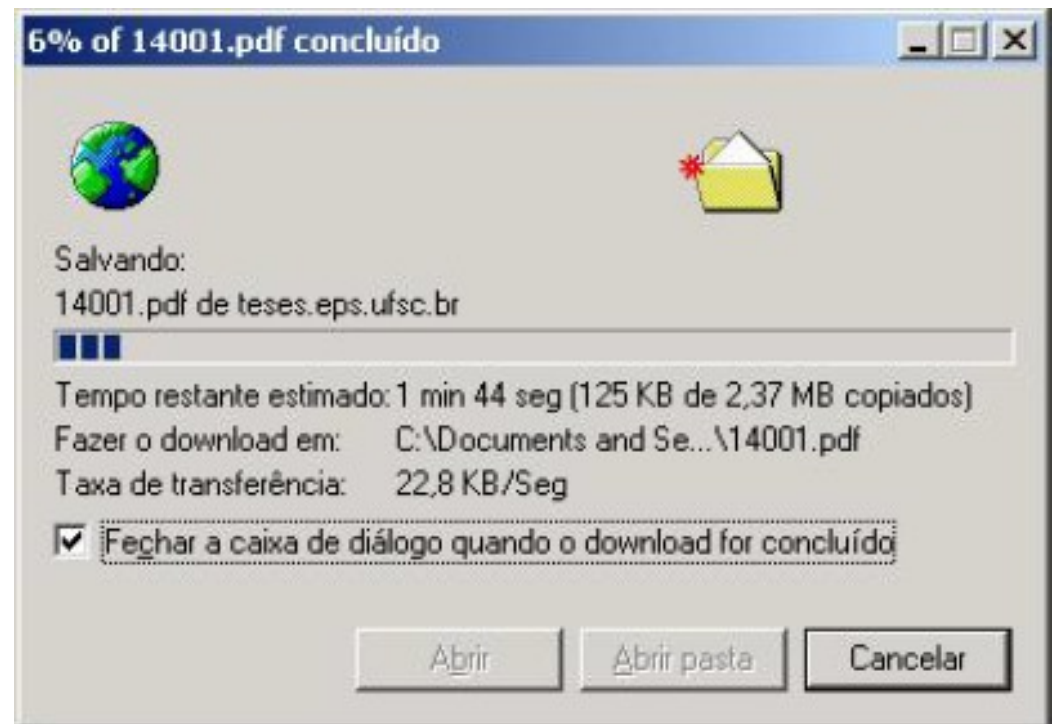 6% of 14001.pdf concluído
Salvando:
14001.pdf de teses.eps.ufsc.br
Tempo restante estimado: 1 min 44 seg (125 KB de 2,37 MB copiados)
Fazer o download em: C:\Documents and Se...\14001.pdf
Taxa de transferência: 22,8 KB/Seg
Fechar a caixa de diálogo quando o download for concluído
Abrir Abrir pasta Cancelar